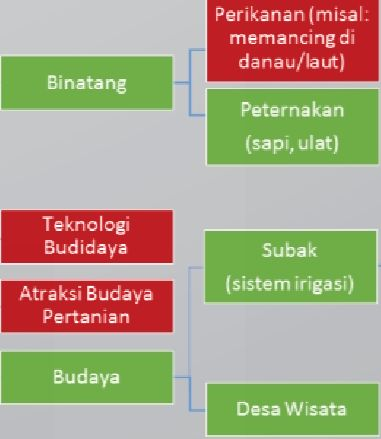 Perikanan (misal:
memancing di
danau/laut)
Binatang
Peternakan
(sapi, ulat)
Teknologi
Budidaya
Subak
(sistem irigasi)
Atraksi Budaya
Pertanian
Budaya
Desa Wisata